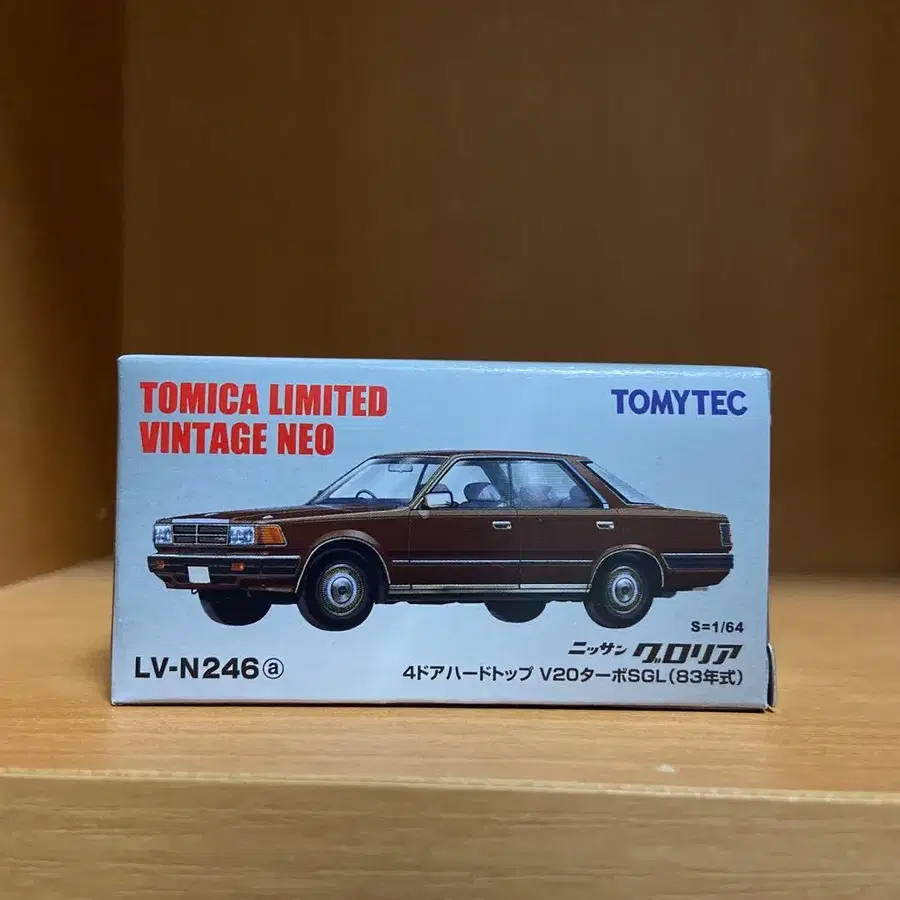 TOMICA LIMITED
VINTAGE NEO
TOMYTEC
S=1/64
ニッサン グロリア
LV-N246ⓐ
4ドアハードトップ V20ターボSGL(83年式)